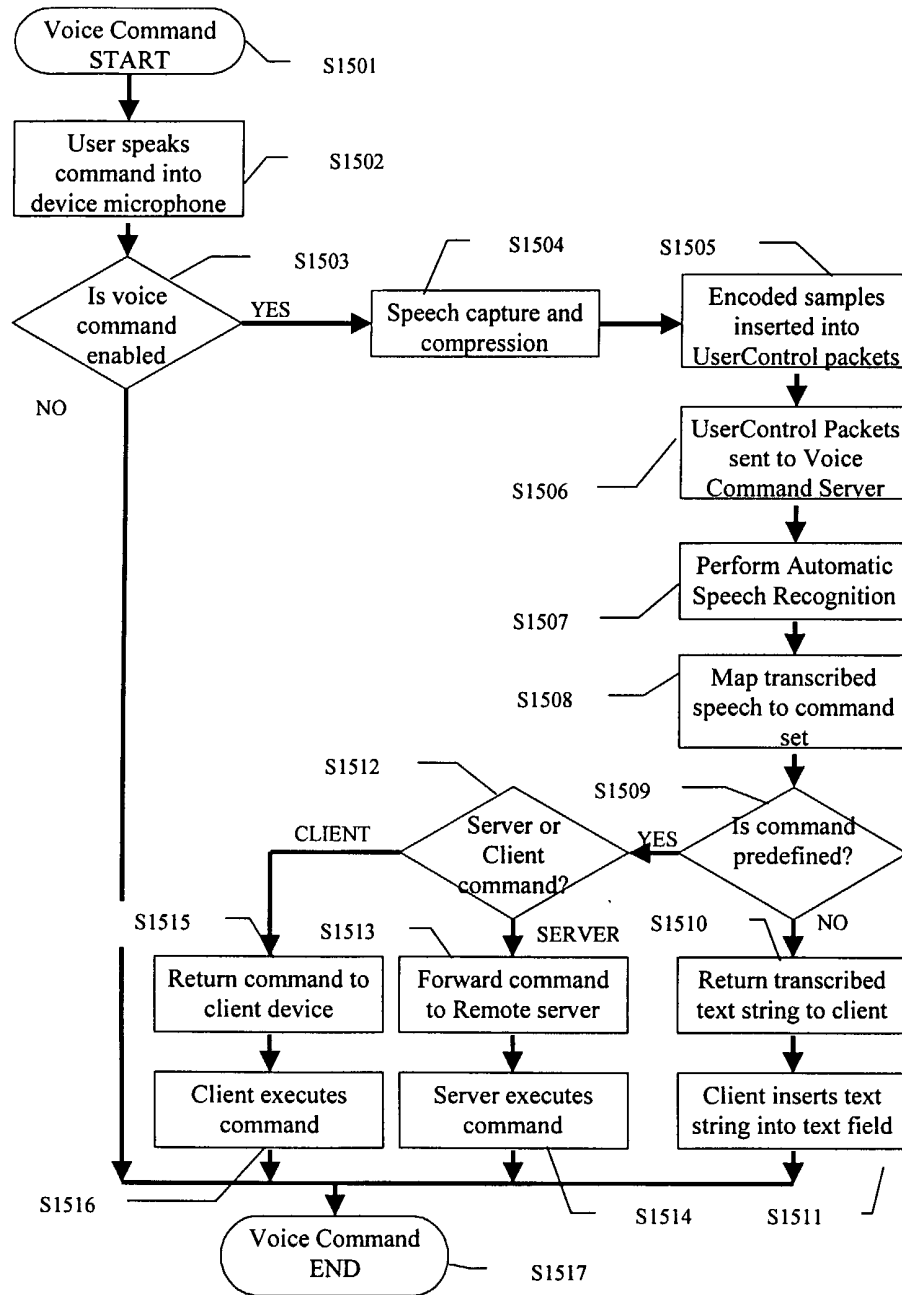 Voice Command
START
S1501
User speaks
command into
device microphone
S1502
S1503
Is voice
command
enabled
YES
NO
S1504
Speech capture and
compression
S1505
Encoded samples
inserted into
UserControl packets
UserControl Packets
sent to Voice
Command Server
S1506
Perform Automatic
Speech Recognition
S1507
Map transcribed
speech to command
set
S1508
S1509
Is command
predefined?
YES
NO
S1512
Server or
Client
command?
CLIENT
SERVER
S1515
Return command to
client device
S1513
Forward command
to Remote server
S1510
Return transcribed
text string to client
Client executes
command
S1516
Server executes
command
S1514
Client inserts text
string into text field
S1511
Voice Command
END
S1517